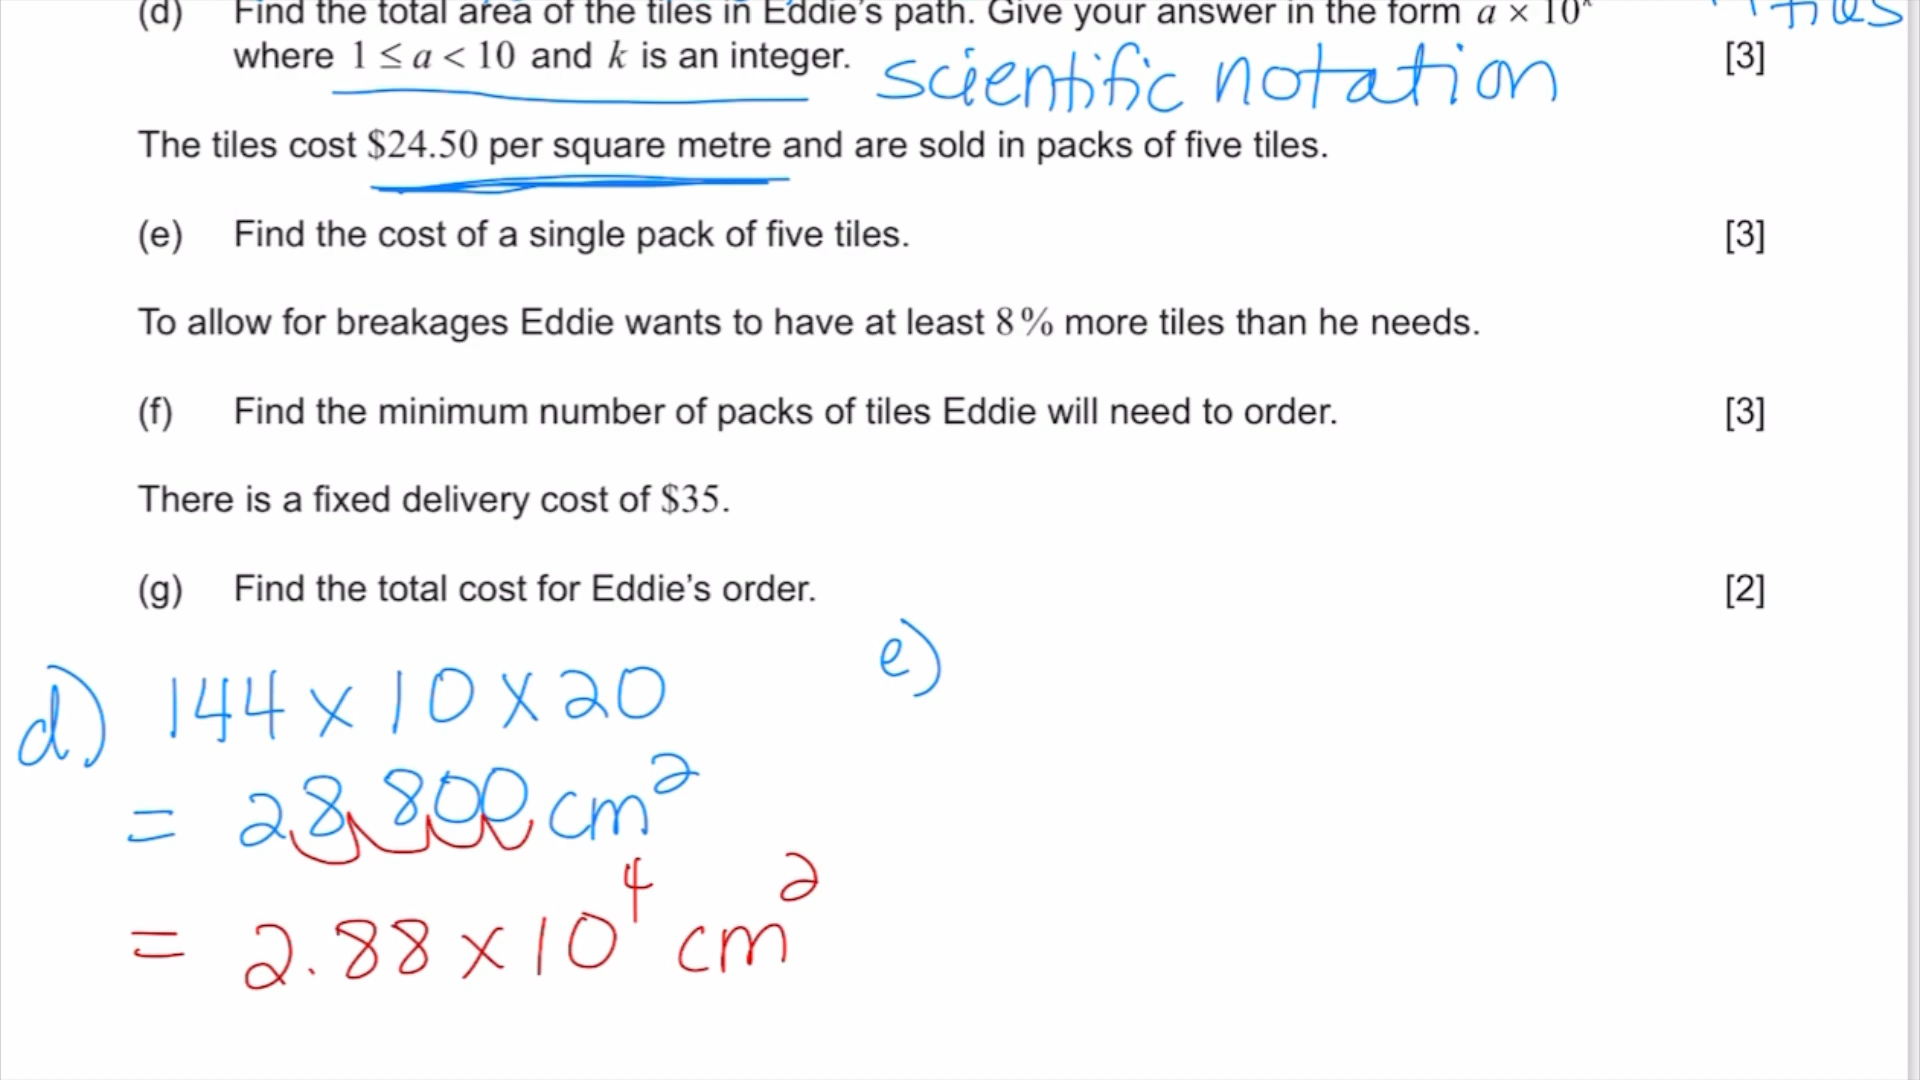 (d) Find the total area of the tiles in Eddie's path. Give your answer in the form a × 10^k tiles
where 1 ≤ a < 10 and k is an integer. scientific notation [3]
The tiles cost $24.50 per square metre and are sold in packs of five tiles.
(e) Find the cost of a single pack of five tiles. [3]
To allow for breakages Eddie wants to have at least 8% more tiles than he needs.
(f) Find the minimum number of packs of tiles Eddie will need to order. [3]
There is a fixed delivery cost of $35.
(g) Find the total cost for Eddie's order. [2]
d) 144 x 10 x 20
= 28 800 cm²
= 2.88 x 10⁴ cm²
e)